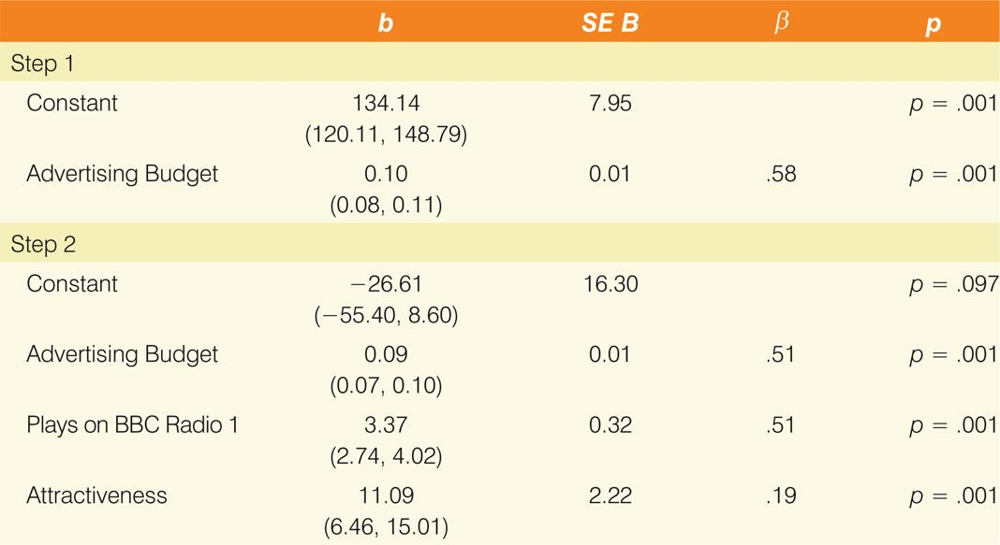 b SE B β p
Step 1
Constant 134.14 7.95 p = .001
(120.11, 148.79)
Advertising Budget 0.10 0.01 .58 p = .001
(0.08, 0.11)
Step 2
Constant −26.61 16.30 p = .097
(−55.40, 8.60)
Advertising Budget 0.09 0.01 .51 p = .001
(0.07, 0.10)
Plays on BBC Radio 1 3.37 0.32 .51 p = .001
(2.74, 4.02)
Attractiveness 11.09 2.22 .19 p = .001
(6.46, 15.01)